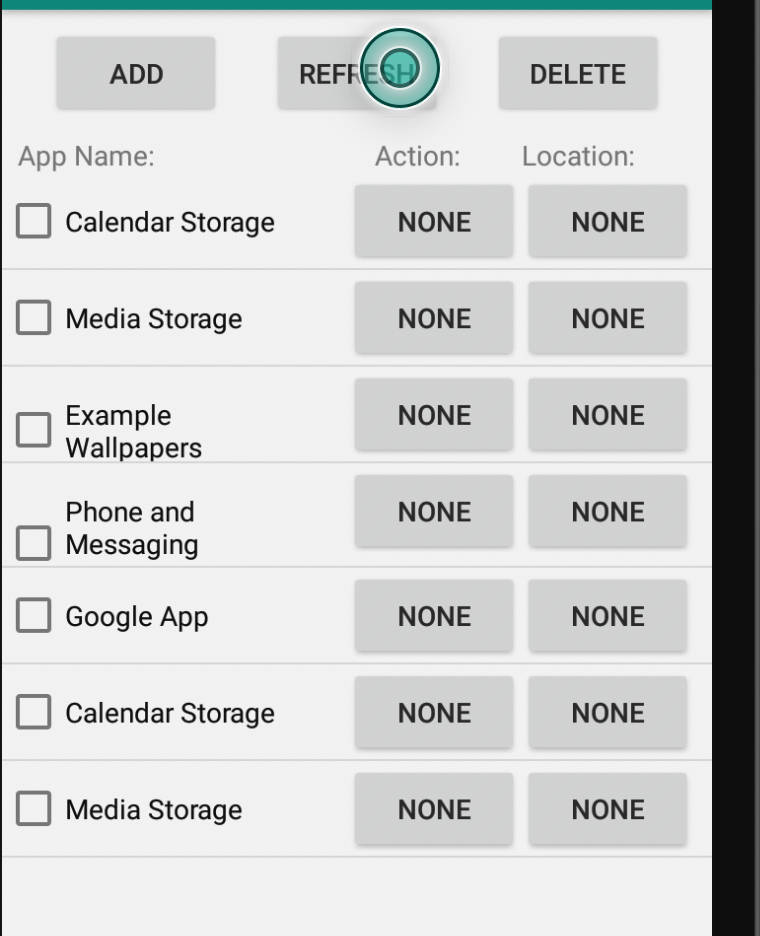 ADD REFRESH DELETE
App Name: Action: Location:
Calendar Storage NONE NONE
Media Storage NONE NONE
Example
Wallpapers NONE NONE
Phone and
Messaging NONE NONE
Google App NONE NONE
Calendar Storage NONE NONE
Media Storage NONE NONE